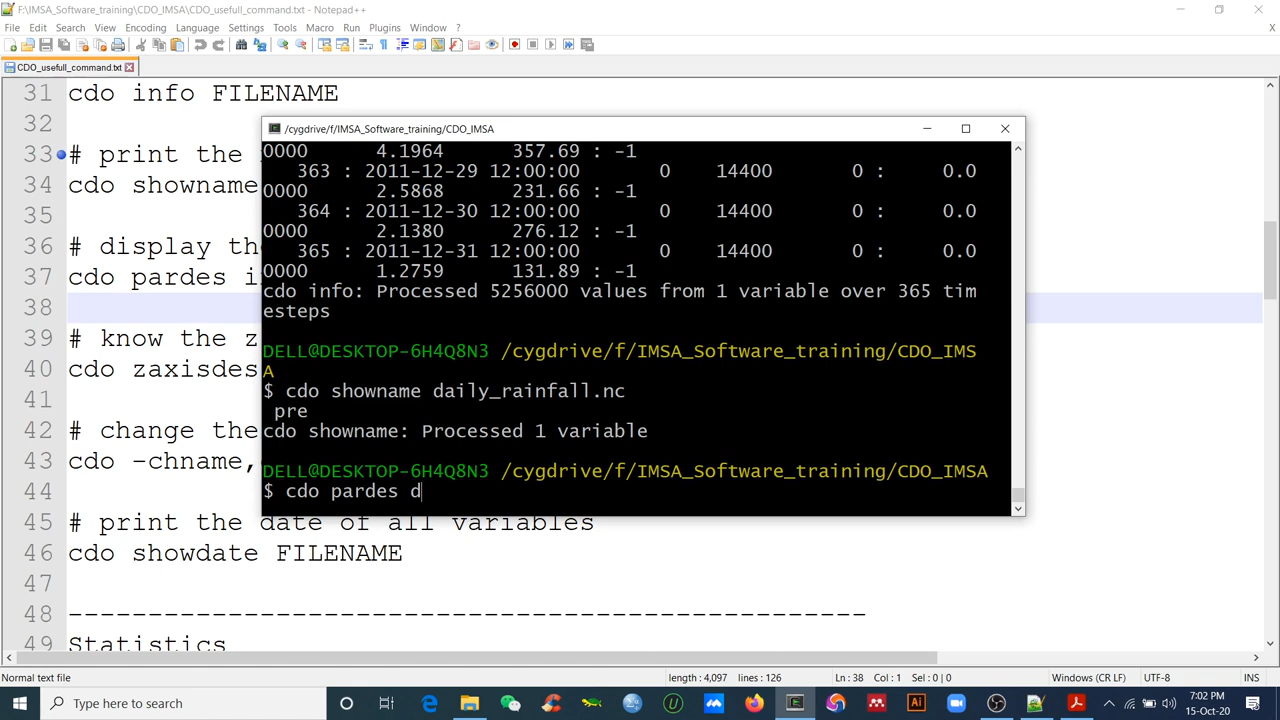 F:\IMSA_Software_training\CDO_IMSA\CDO_usefull_command.txt - Notepad++
File Edit Search View Encoding Language Settings Tools Macro Run Plugins Window ? X
CDO_usefull_command.txt
31 cdo info FILENAME
32
33 # print the
34 cdo showname
35
36 # display th
37 cdo pardes i
38
39 # know the z
40 cdo zaxisdes
41
42 # change the
43 cdo -chname,
44
45 # print the date of all variables
46 cdo showdate FILENAME
47
48 --------------------------------------------------
49 Statistics
/cygdrive/f/IMSA_Software_training/CDO_IMSA
0000 4.1964 357.69 : -1
363 : 2011-12-29 12:00:00 0 14400 0 : 0.0
0000 2.5868 231.66 : -1
364 : 2011-12-30 12:00:00 0 14400 0 : 0.0
0000 2.1380 276.12 : -1
365 : 2011-12-31 12:00:00 0 14400 0 : 0.0
0000 1.2759 131.89 : -1
cdo info: Processed 5256000 values from 1 variable over 365 tim
esteps
DELL@DESKTOP-6H4Q8N3 /cygdrive/f/IMSA_Software_training/CDO_IMS
A
$ cdo showname daily_rainfall.nc
pre
cdo showname: Processed 1 variable
DELL@DESKTOP-6H4Q8N3 /cygdrive/f/IMSA_Software_training/CDO_IMSA
$ cdo pardes d
Normal text file length : 4,097 lines : 126 Ln : 38 Col : 1 Sel : 0 | 0 Windows (CR LF) UTF-8 INS
Type here to search
7:02 PM
15-Oct-20